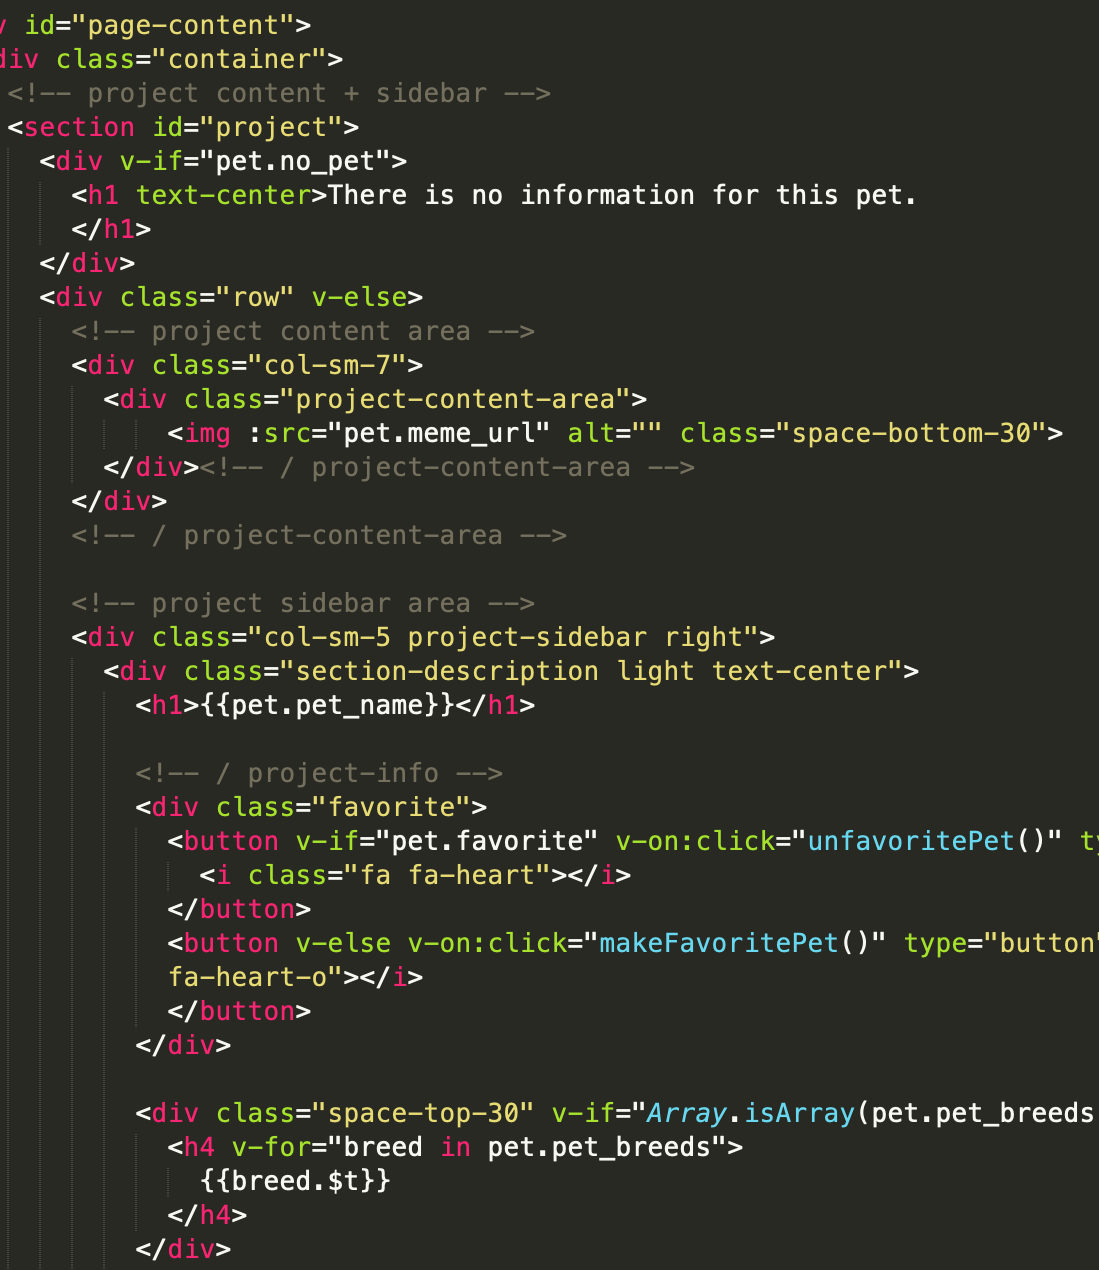 id="page-content">
div class="container">
<!-- project content + sidebar -->
<section id="project">
<div v-if="pet.no_pet">
<h1 text-center>There is no information for this pet.
</h1>
</div>
<div class="row" v-else>
<!-- project content area -->
<div class="col-sm-7">
<div class="project-content-area">
<img :src="pet.meme_url" alt="" class="space-bottom-30">
</div><!-- / project-content-area -->
</div>
<!-- / project-content-area -->
<!-- project sidebar area -->
<div class="col-sm-5 project-sidebar right">
<div class="section-description light text-center">
<h1>{{pet.pet_name}}</h1>
<!-- / project-info -->
<div class="favorite">
<button v-if="pet.favorite" v-on:click="unfavoritePet()"
<i class="fa fa-heart"></i>
</button>
<button v-else v-on:click="makeFavoritePet()" type="button"
fa-heart-o"></i>
</button>
</div>
<div class="space-top-30" v-if="Array.isArray(pet.pet_breeds
<h4 v-for="breed in pet.pet_breeds">
{{breed.$t}}
</h4>
</div>